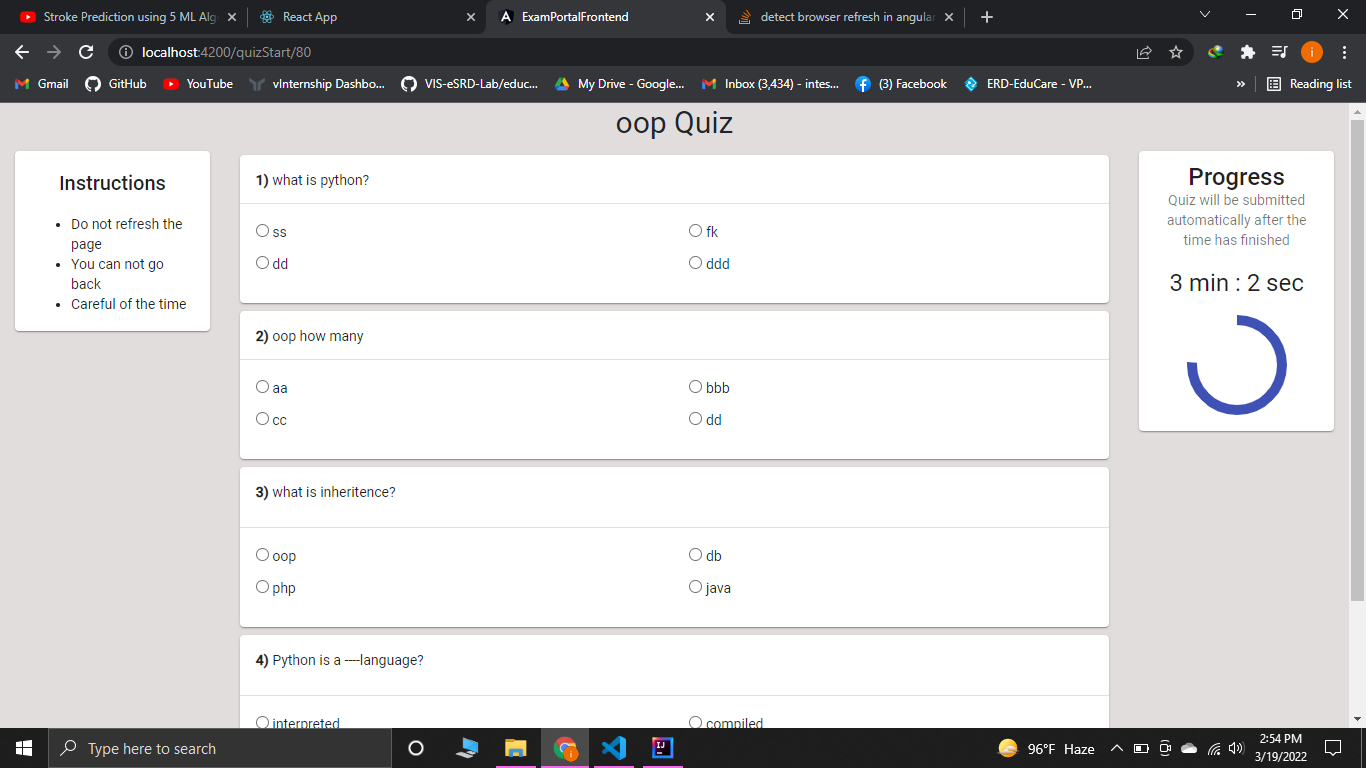 Stroke Prediction using 5 ML Alg
React App
ExamPortalFrontend
detect browser refresh in angular
localhost:4200/quizStart/80
Gmail
GitHub
YouTube
vInternship Dashbo...
VIS-eSRD-Lab/educ...
My Drive - Google...
Inbox (3,434) - intes...
(3) Facebook
ERD-EduCare - VP...
»
Reading list
oop Quiz
Instructions
• Do not refresh the
page
• You can not go
back
• Careful of the time
1) what is python?
ss
fk
dd
ddd
2) oop how many
aa
bbb
cc
dd
3) what is inheritence?
oop
db
php
java
4) Python is a ----language?
interpreted
compiled
Progress
Quiz will be submitted
automatically after the
time has finished
3 min : 2 sec
Type here to search
96°F Haze
2:54 PM
3/19/2022